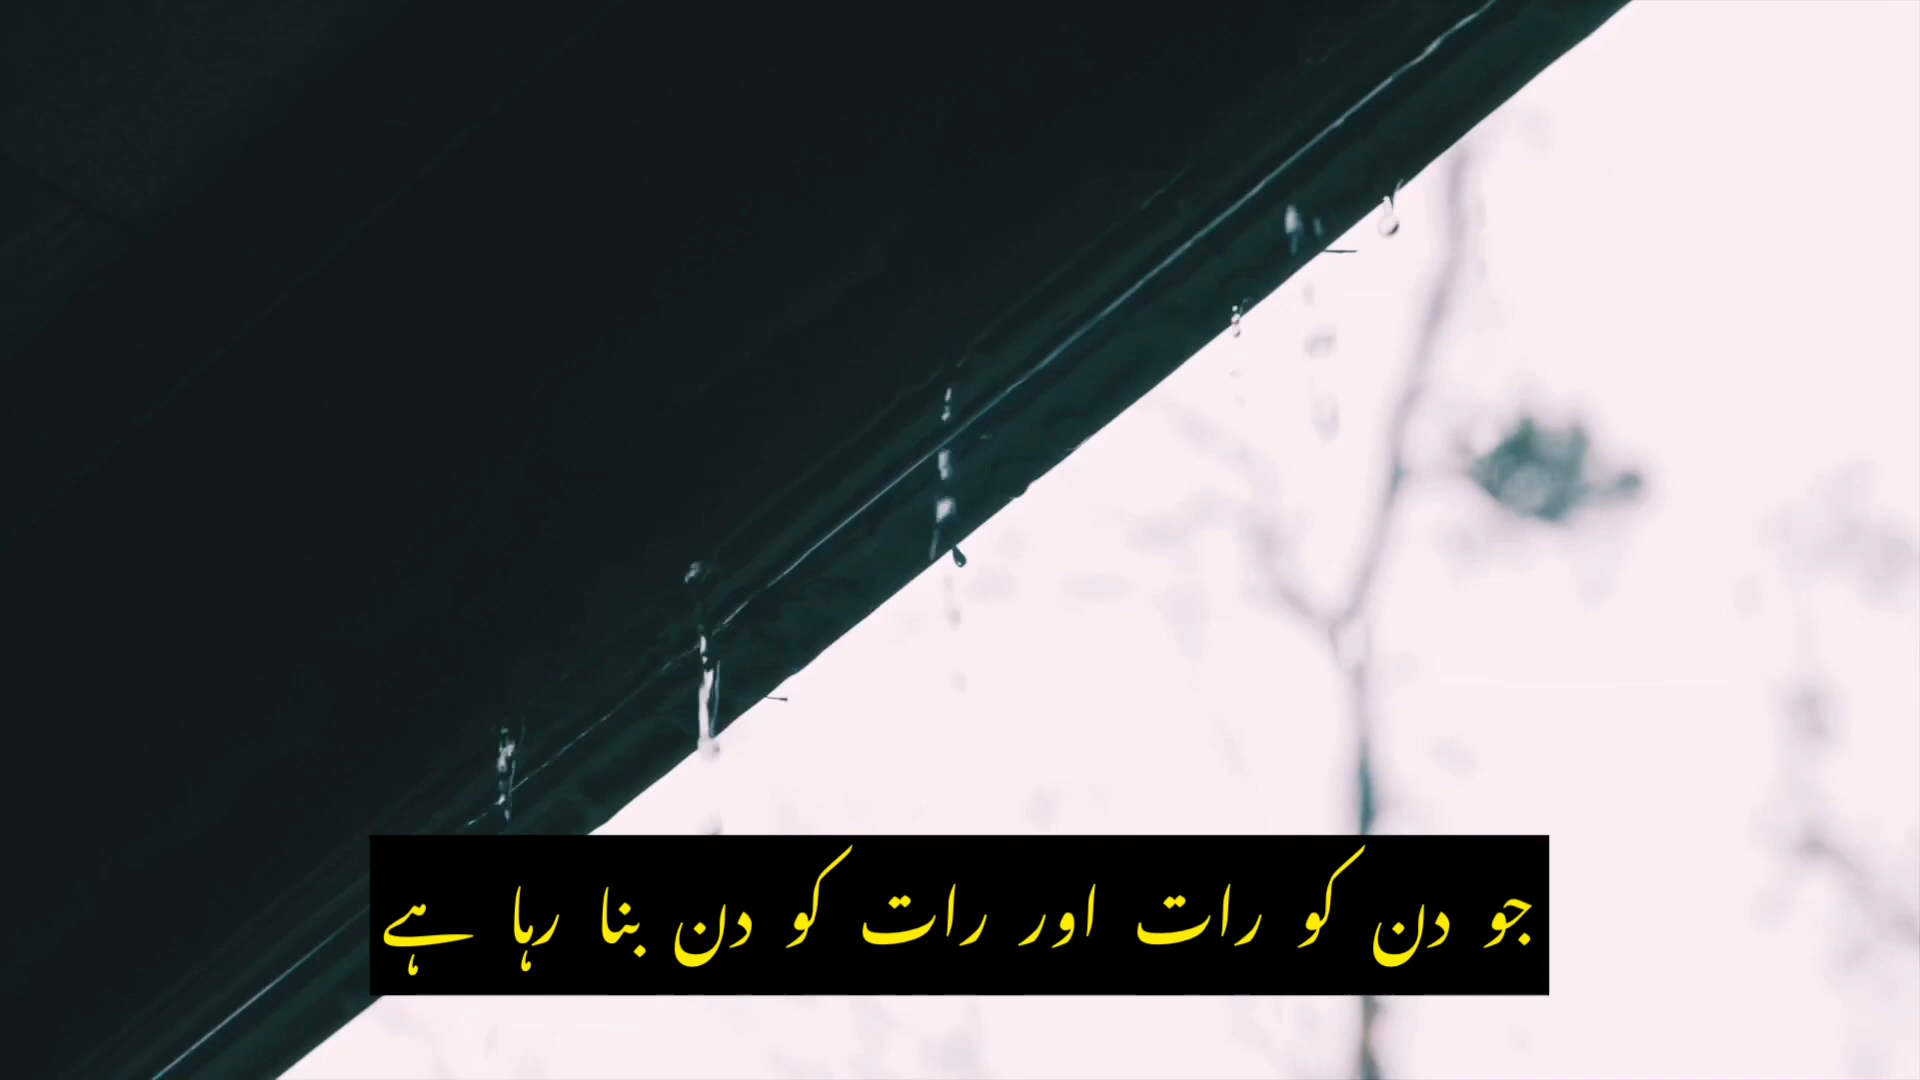 جو دن کو رات اور رات کو دن بنا رہا ہے